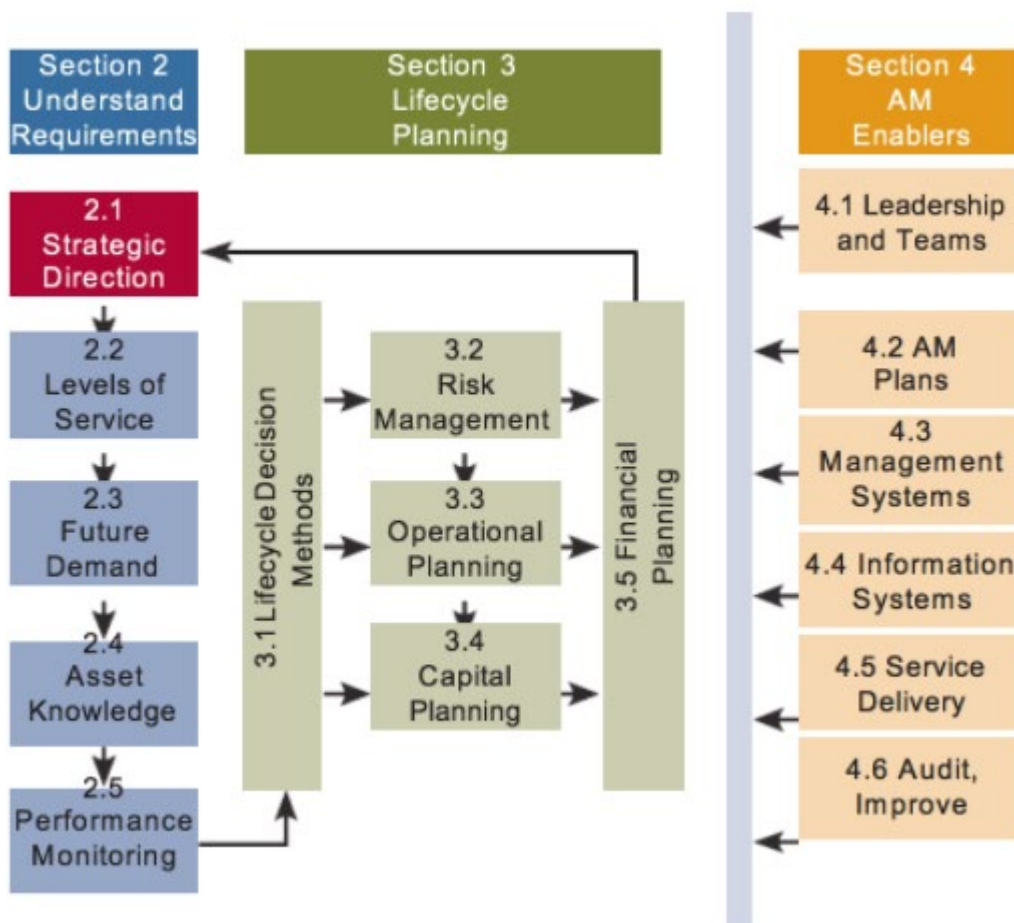 Section 2
Understand
Requirements
Section 3
Lifecycle
Planning
Section 4
AM
Enablers
2.1
Strategic
Direction
2.2
Levels of
Service
2.3
Future
Demand
2.4
Asset
Knowledge
2.5
Performance
Monitoring
3.1 Lifecycle Decision
Methods
3.2
Risk
Management
3.3
Operational
Planning
3.4
Capital
Planning
3.5 Financial
Planning
4.1 Leadership
and Teams
4.2 AM
Plans
4.3
Management
Systems
4.4 Information
Systems
4.5 Service
Delivery
4.6 Audit,
Improve